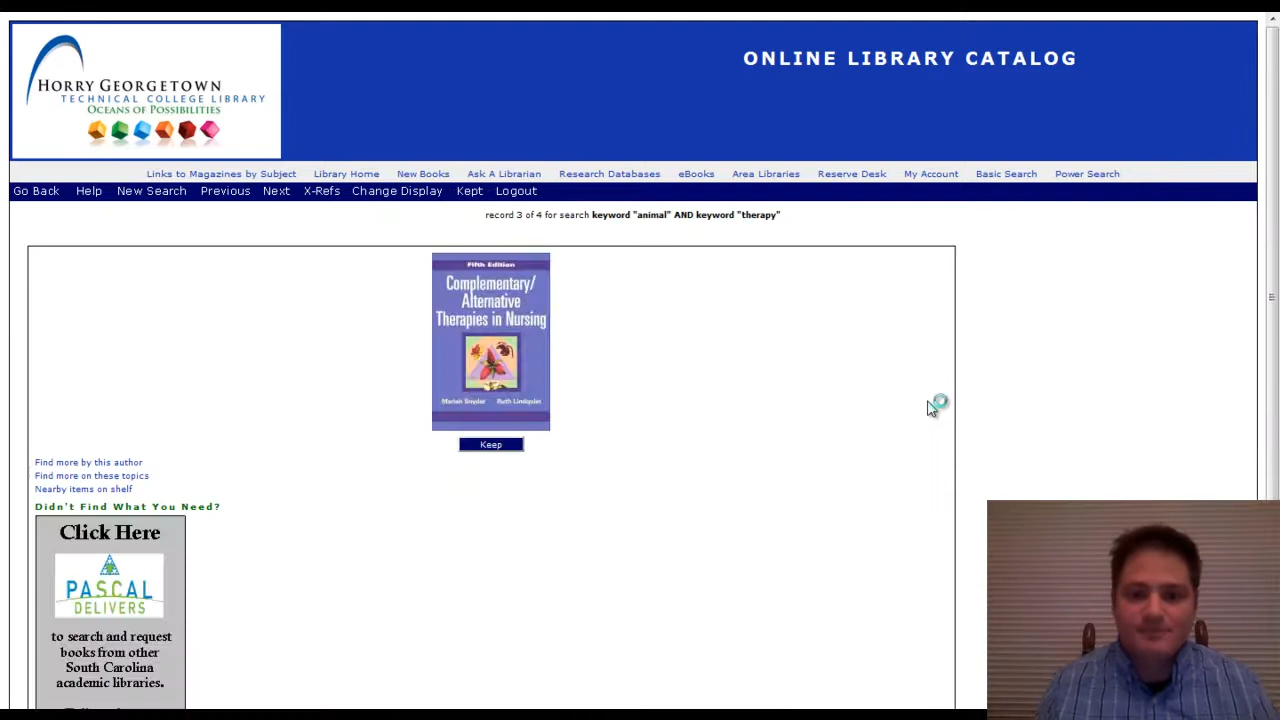 HORRY GEORGETOWN
TECHNICAL COLLEGE LIBRARY
OCEANS OF POSSIBILITIES
ONLINE LIBRARY CATALOG
Links to Magazines by Subject Library Home New Books Ask A Librarian Research Databases eBooks Area Libraries Reserve Desk My Account Basic Search Power Search
Go Back Help New Search Previous Next X-Refs Change Display Kept Logout
record 3 of 4 for search keyword "animal" AND keyword "therapy"
Fifth Edition
Complementary/
Alternative
Therapies in Nursing
Mariah Snyder Ruth Lindquist
Keep
Find more by this author
Find more on these topics
Nearby items on shelf
Didn't Find What You Need?
Click Here
PASCAL
DELIVERS
to search and request
books from other
South Carolina
academic libraries.